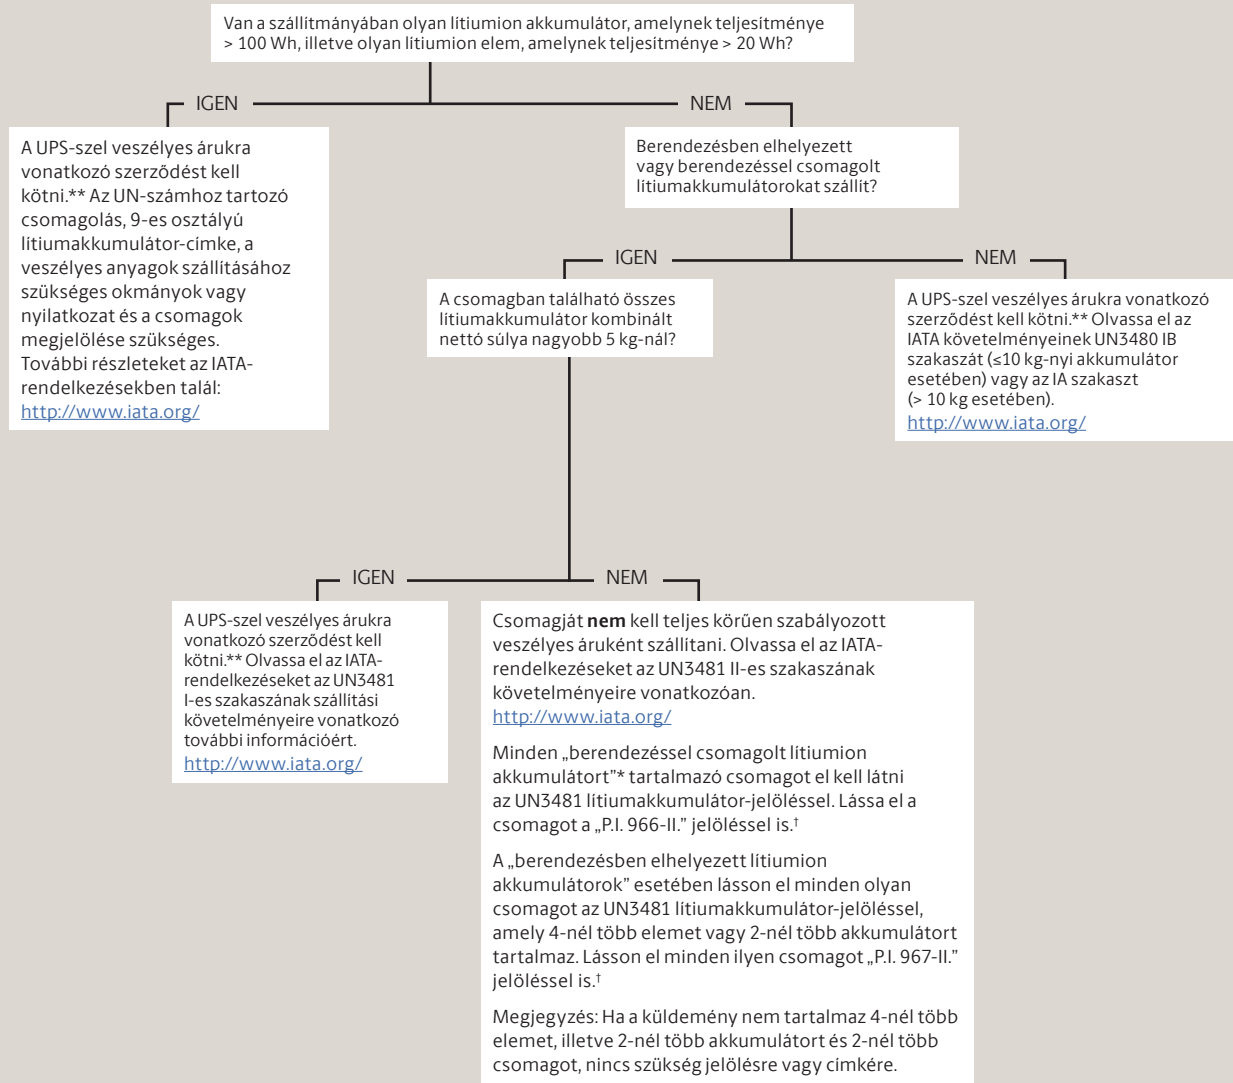 Van a szállítmányában olyan lítiumion akkumulátor, amelynek teljesítménye
> 100 Wh, illetve olyan lítiumion elem, amelynek teljesítménye > 20 Wh?
IGEN
NEM
A UPS-szel veszélyes árukra
vonatkozó szerződést kell
kötni.** Az UN-számhoz tartozó
csomagolás, 9-es osztályú
lítiumakkumulátor-címke, a
veszélyes anyagok szállításához
szükséges okmányok vagy
nyilatkozat és a csomagok
megjelölése szükséges.
További részleteket az IATA-
rendelkezésekben talál:
http://www.iata.org/
Berendezésben elhelyezett
vagy berendezéssel csomagolt
lítiumakkumulátorokat szállít?
IGEN
NEM
A csomagban található összes
lítiumakkumulátor kombinált
nettó súlya nagyobb 5 kg-nál?
A UPS-szel veszélyes árukra vonatkozó
szerződést kell kötni.** Olvassa el az
IATA követelményeinek UN3480 IB
szakaszát (≤10 kg-nyi akkumulátor
esetében) vagy az IA szakaszt
(> 10 kg esetében).
http://www.iata.org/
IGEN
NEM
A UPS-szel veszélyes árukra
vonatkozó szerződést kell
kötni.** Olvassa el az IATA-
rendelkezéseket az UN3481
I-es szakaszának szállítási
követelményeire vonatkozó
további információért.
http://www.iata.org/
Csomagját nem kell teljes körűen szabályozott
veszélyes áruként szállítani. Olvassa el az IATA-
rendelkezéseket az UN3481 II-es szakaszának
követelményeire vonatkozóan.
http://www.iata.org/
Minden „berendezéssel csomagolt lítiumion
akkumulátort”* tartalmazó csomagot el kell látni
az UN3481 lítiumakkumulátor-jelöléssel. Lássa el a
csomagot a „P.I. 966-II.” jelöléssel is.†
A „berendezésben elhelyezett lítiumion
akkumulátorok” esetében lásson el minden olyan
csomagot az UN3481 lítiumakkumulátor-jelöléssel,
amely 4-nél több elemet vagy 2-nél több akkumulátort
tartalmaz. Lásson el minden ilyen csomagot „P.I. 967-II.”
jelöléssel is.†
Megjegyzés: Ha a küldemény nem tartalmaz 4-nél több
elemet, illetve 2-nél több akkumulátort és 2-nél több
csomagot, nincs szükség jelölésre vagy címkére.